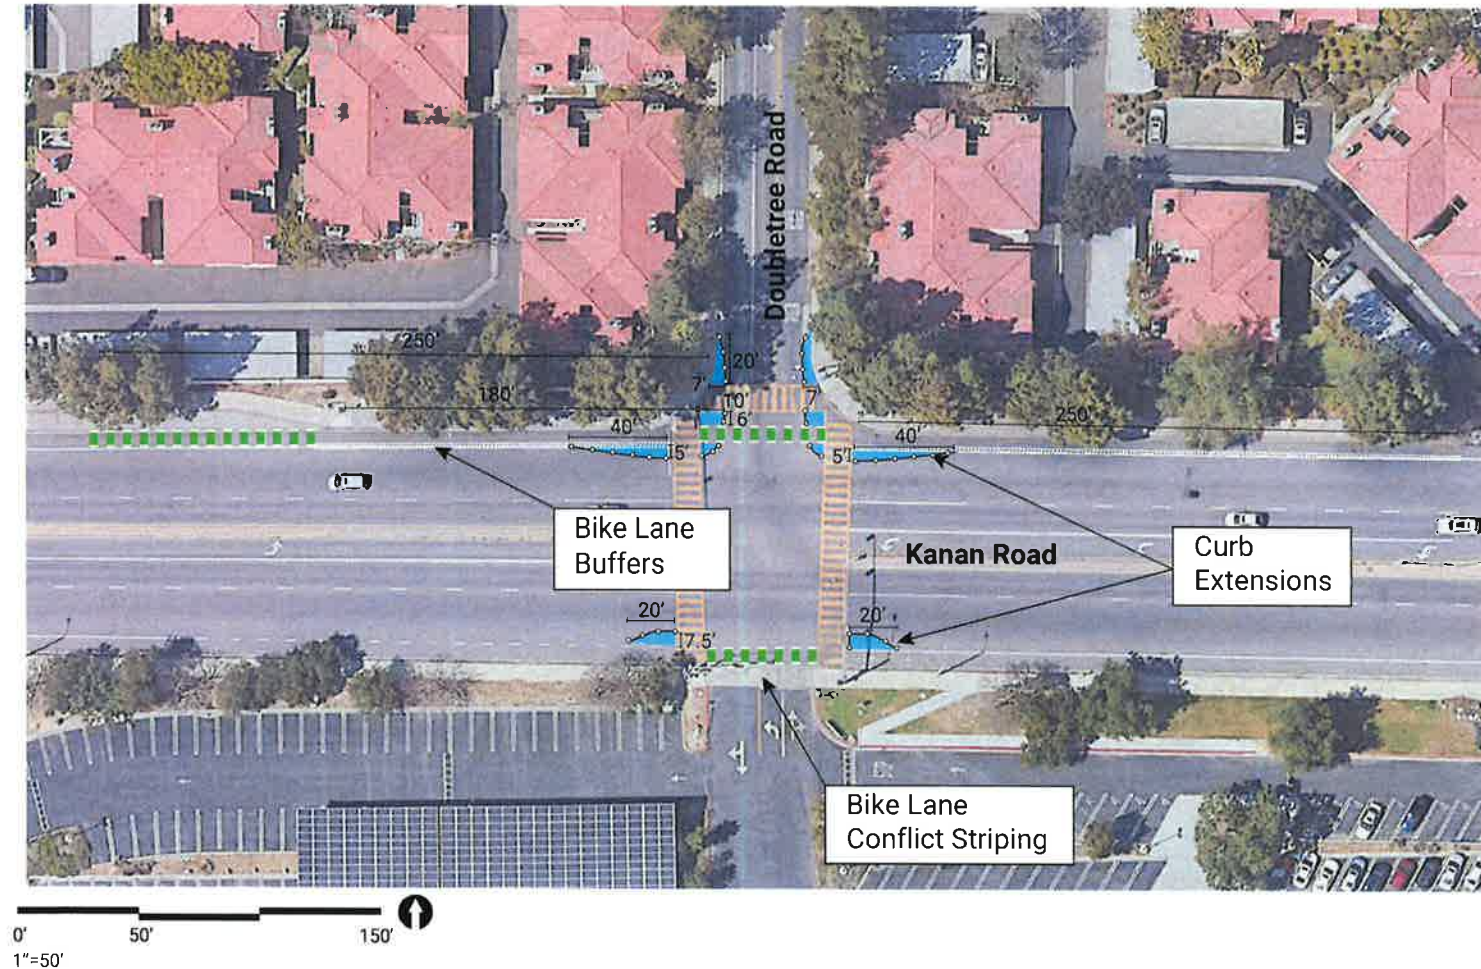 Doubletree Road
250'
20'
7'
10'
7'
180'
6'
250'
40'
40'
5'
5'
Bike Lane
Buffers
Kanan Road
Curb
Extensions
20'
20'
7.5'
Bike Lane
Conflict Striping
0'
50'
150'
1"=50'